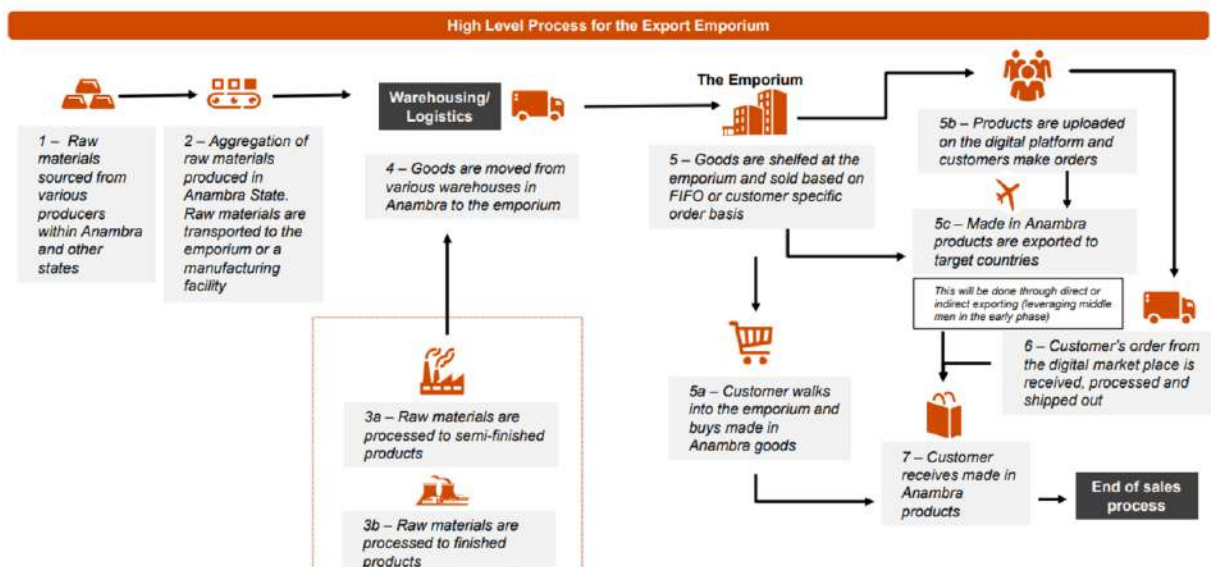 High Level Process for the Export Emporium
1 – Raw
materials
sourced from
various
producers
within Anambra
and other
states
2 – Aggregation of
raw materials
produced in
Anambra State.
Raw materials are
transported to the
emporium or a
manufacturing
facility
Warehousing/
Logistics
4 – Goods are moved from
various warehouses in
Anambra to the emporium
3a – Raw materials are
processed to semi-finished
products
3b – Raw materials are
processed to finished
products
The Emporium
5 – Goods are shelfed at the
emporium and sold based on
FIFO or customer specific
order basis
5a – Customer walks
into the emporium and
buys made in
Anambra goods
5b – Products are uploaded
on the digital platform and
customers make orders
5c – Made in Anambra
products are exported to
target countries
This will be done through direct or
indirect exporting (leveraging middle
men in the early phase)
6 – Customer's order from
the digital market place is
received, processed and
shipped out
7 – Customer
receives made in
Anambra
products
End of sales
process